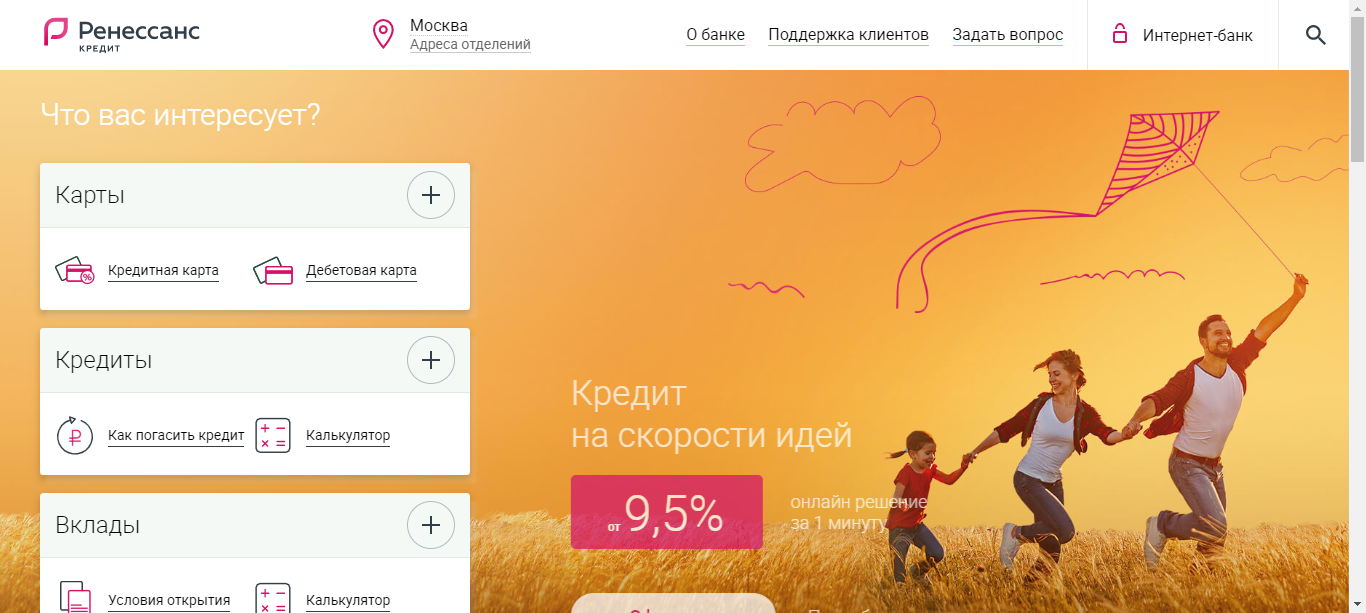 Ренессанс
кредит
Москва
Адреса отделений
О банке
Поддержка клиентов
Задать вопрос
Интернет-банк
Что вас интересует?
Карты
Кредитная карта
Дебетовая карта
Кредиты
Как погасить кредит
Калькулятор
Вклады
Условия открытия
Калькулятор
Кредит
на скорости идей
от 9,5%
онлайн решение
за 1 минуту